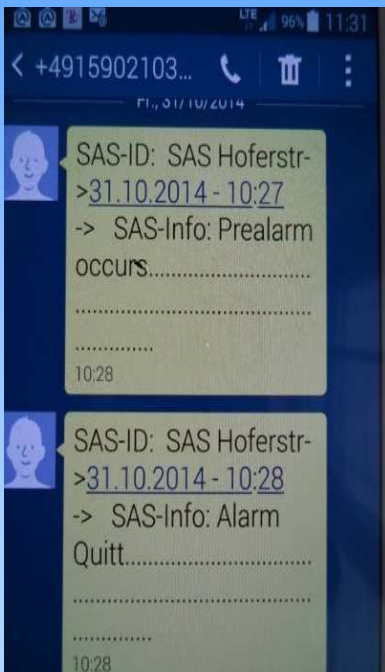 LTE 96% 11:31
< +4915902103...
Fr., 31/10/2014
SAS-ID: SAS Hoferstr-
>31.10.2014 - 10:27
-> SAS-Info: Prealarm
occurs..............................
...........................................
..............
10:28
SAS-ID: SAS Hoferstr-
>31.10.2014 - 10:28
-> SAS-Info: Alarm
Quitt..................................
...........................................
..............
10:28